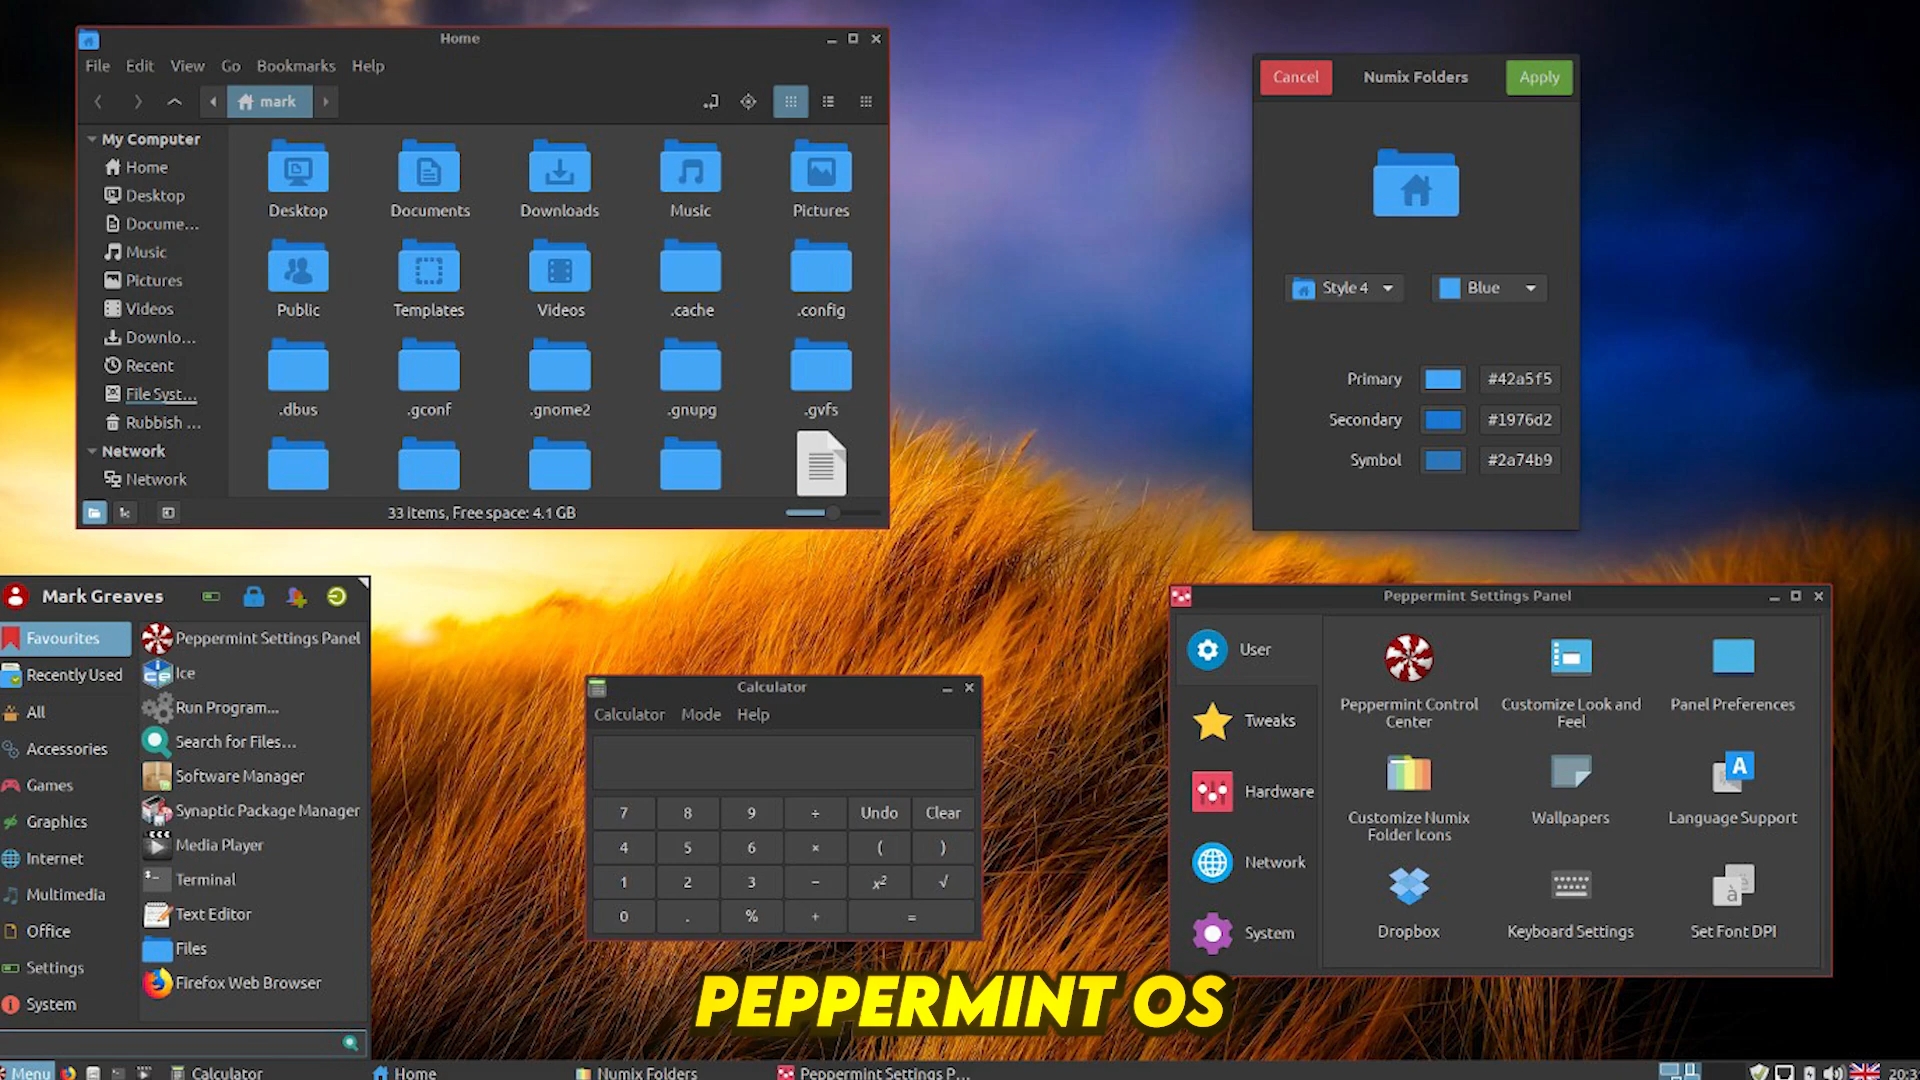 Home
File Edit View Go Bookmarks Help
mark
My Computer
Home
Desktop
Docume...
Music
Pictures
Videos
Downlo...
Recent
File Syst...
Rubbish ...
Network
Network
Desktop Documents Downloads Music Pictures
Public Templates Videos .cache .config
.dbus .gconf .gnome2 .gnupg .gvfs
33 items, Free space: 4.1 GB
Cancel Numix Folders Apply
Style 4 Blue
Primary #42a5f5
Secondary #1976d2
Symbol #2a74b9
Mark Greaves
Favourites
Recently Used
All
Accessories
Games
Graphics
Internet
Multimedia
Office
Settings
System
Peppermint Settings Panel
Ice
Run Program...
Search for Files...
Software Manager
Synaptic Package Manager
Media Player
Terminal
Text Editor
Files
Firefox Web Browser
Calculator
Calculator Mode Help
7 8 9 ÷ Undo Clear
4 5 6 × ( )
1 2 3 − x² √
0 . % + =
Peppermint Settings Panel
User
Tweaks
Hardware
Network
System
Peppermint Control Center
Customize Look and Feel
Panel Preferences
Customize Numix Folder Icons
Wallpapers
Language Support
Dropbox
Keyboard Settings
Set Font DPI
PEPPERMINT OS
Menu Calculator Home Numix Folders Peppermint Settings P...